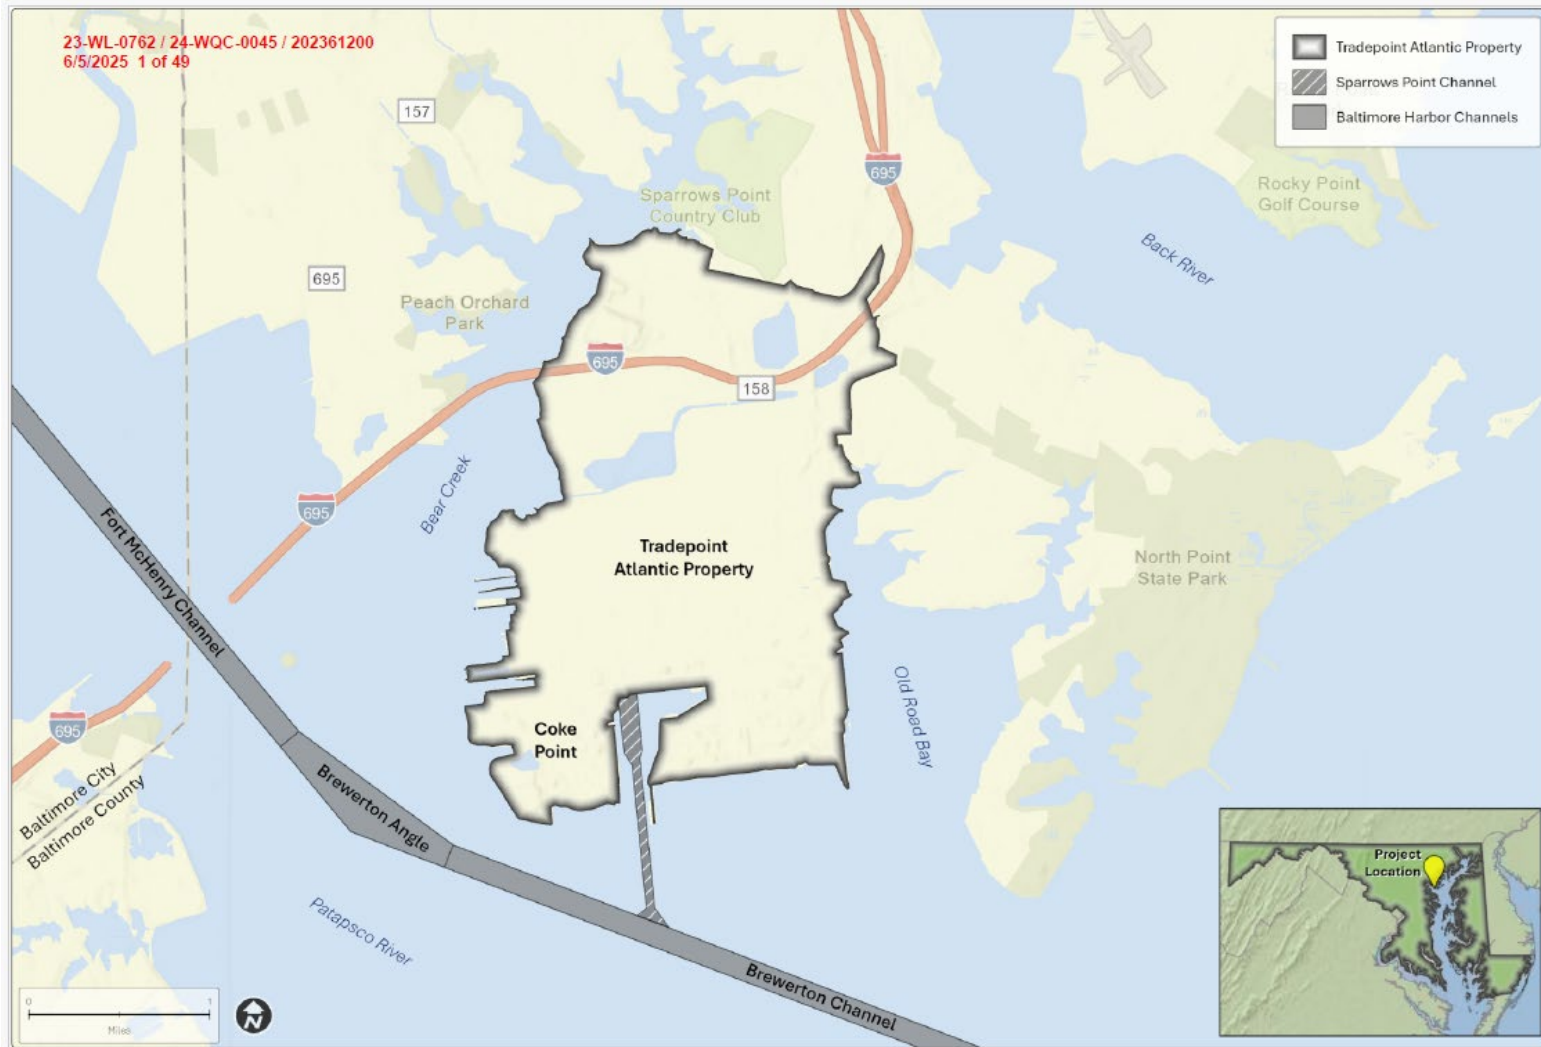 23-WL-0762 / 24-WQC-0045 / 202361200
6/5/2025 1 of 49
Tradepoint Atlantic Property
Sparrows Point Channel
Baltimore Harbor Channels
157
695
Sparrows Point
Country Club
Rocky Point
Golf Course
Back River
695
Peach Orchard
Park
695
158
Bear Creek
695
Fort McHenry Channel
Tradepoint
Atlantic Property
North Point
State Park
Old Road Bay
695
Coke
Point
Baltimore City
Baltimore County
Brewerton Angle
Patapsco River
Brewerton Channel
Project
Location
0 1
Miles
N